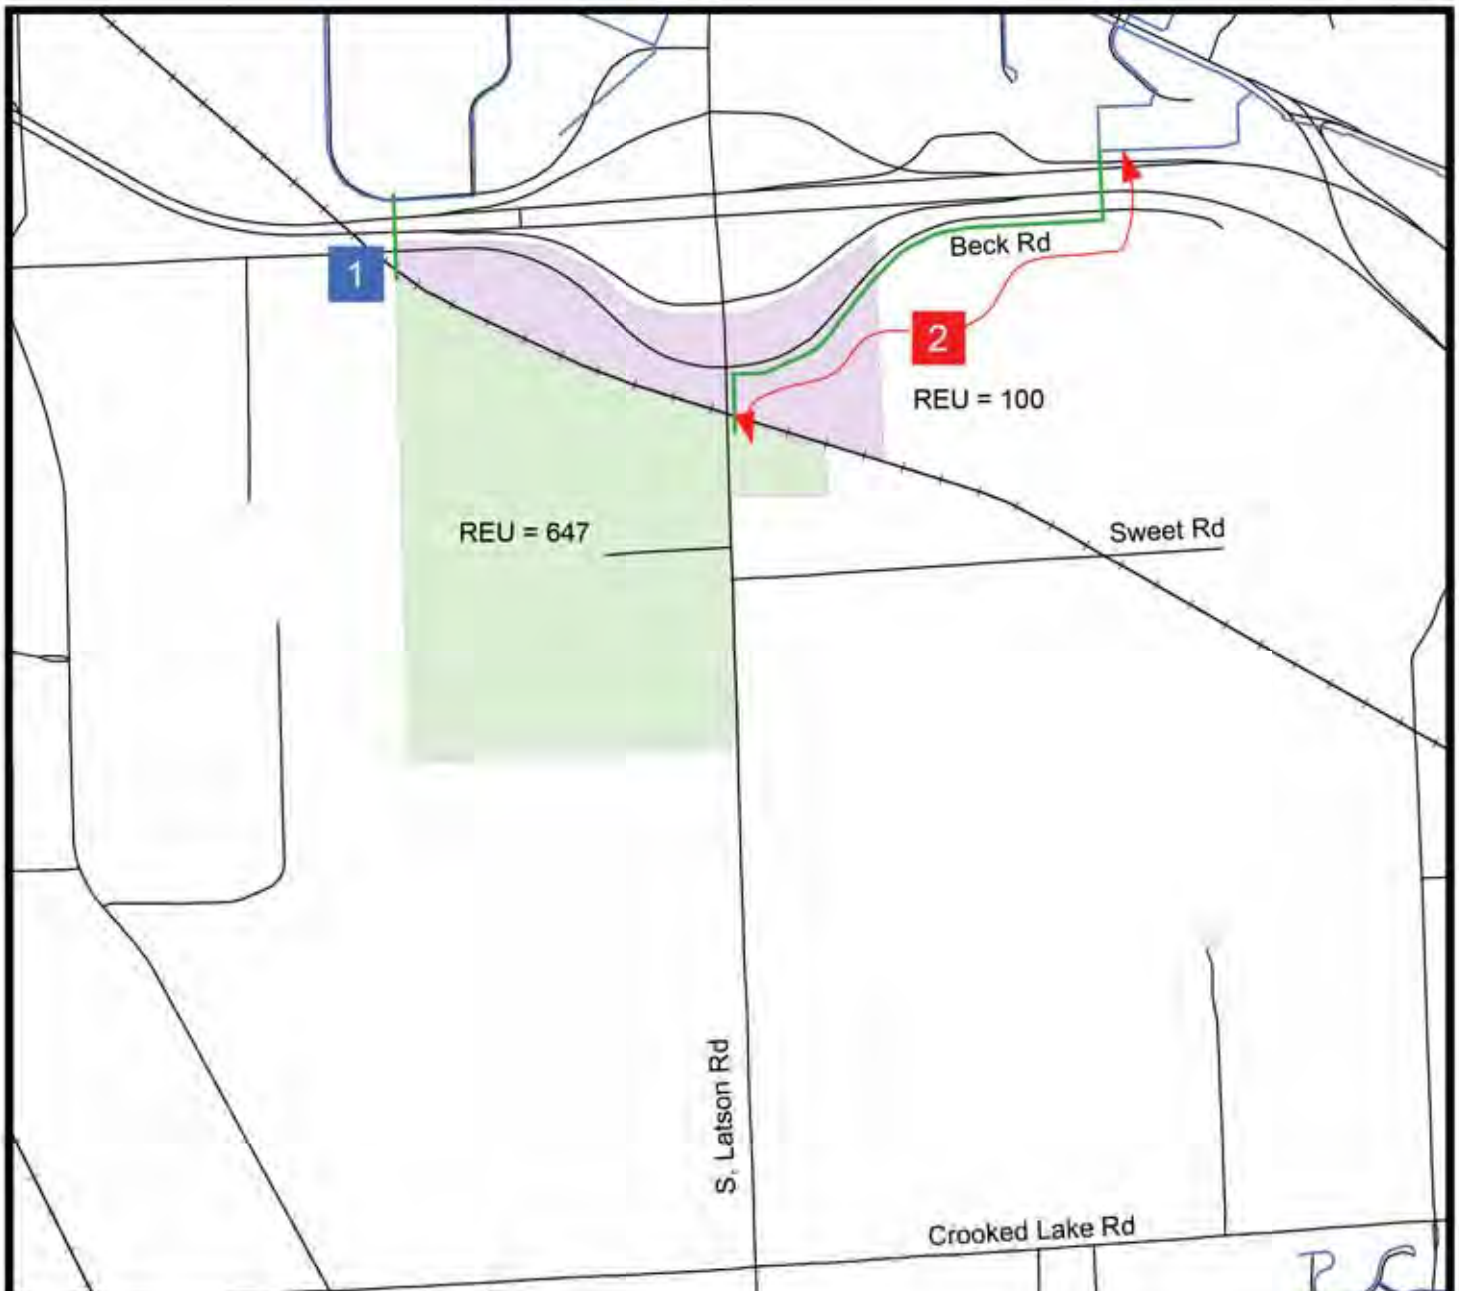 1
Beck Rd
2
REU = 100
REU = 647
Sweet Rd
S. Latson Rd
Crooked Lake Rd